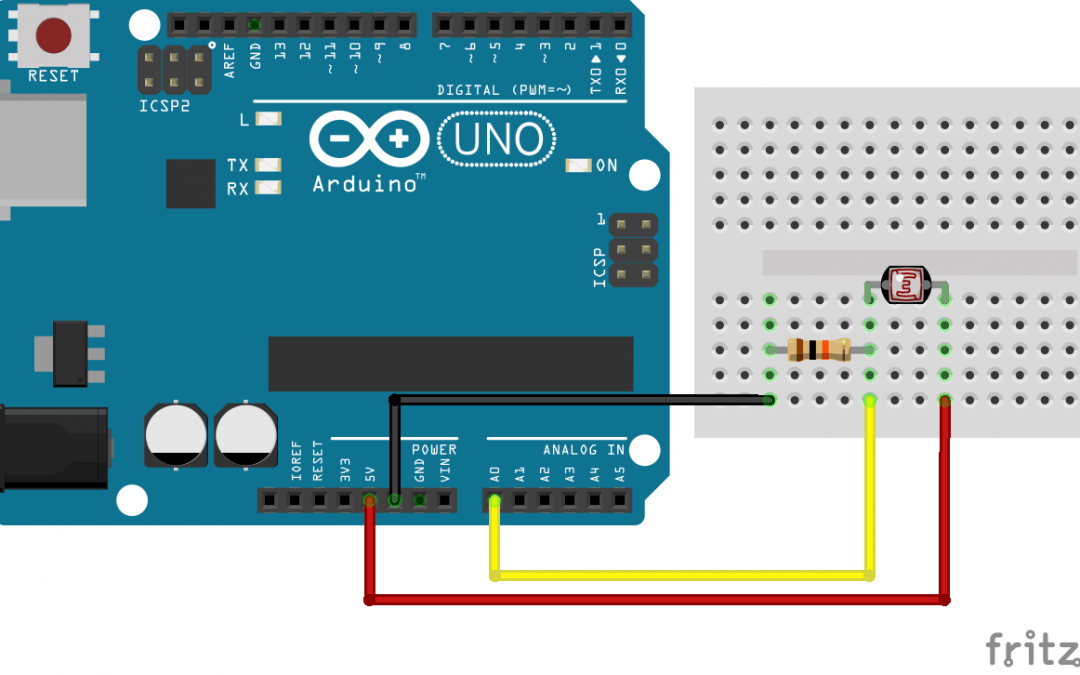 RESET
ICSP2
AREF
GND
13
12
~11
~10
~9
8
7
~6
~5
4
~3
2
TX0▶1
RX0◀0
DIGITAL (PWM=~)
L
TX
RX
UNO
Arduino™
ON
1
ICSP
IOREF
RESET
3V3
5V
GND
VIN
POWER
ANALOG IN
A0
A1
A2
A3
A4
A5
fritz